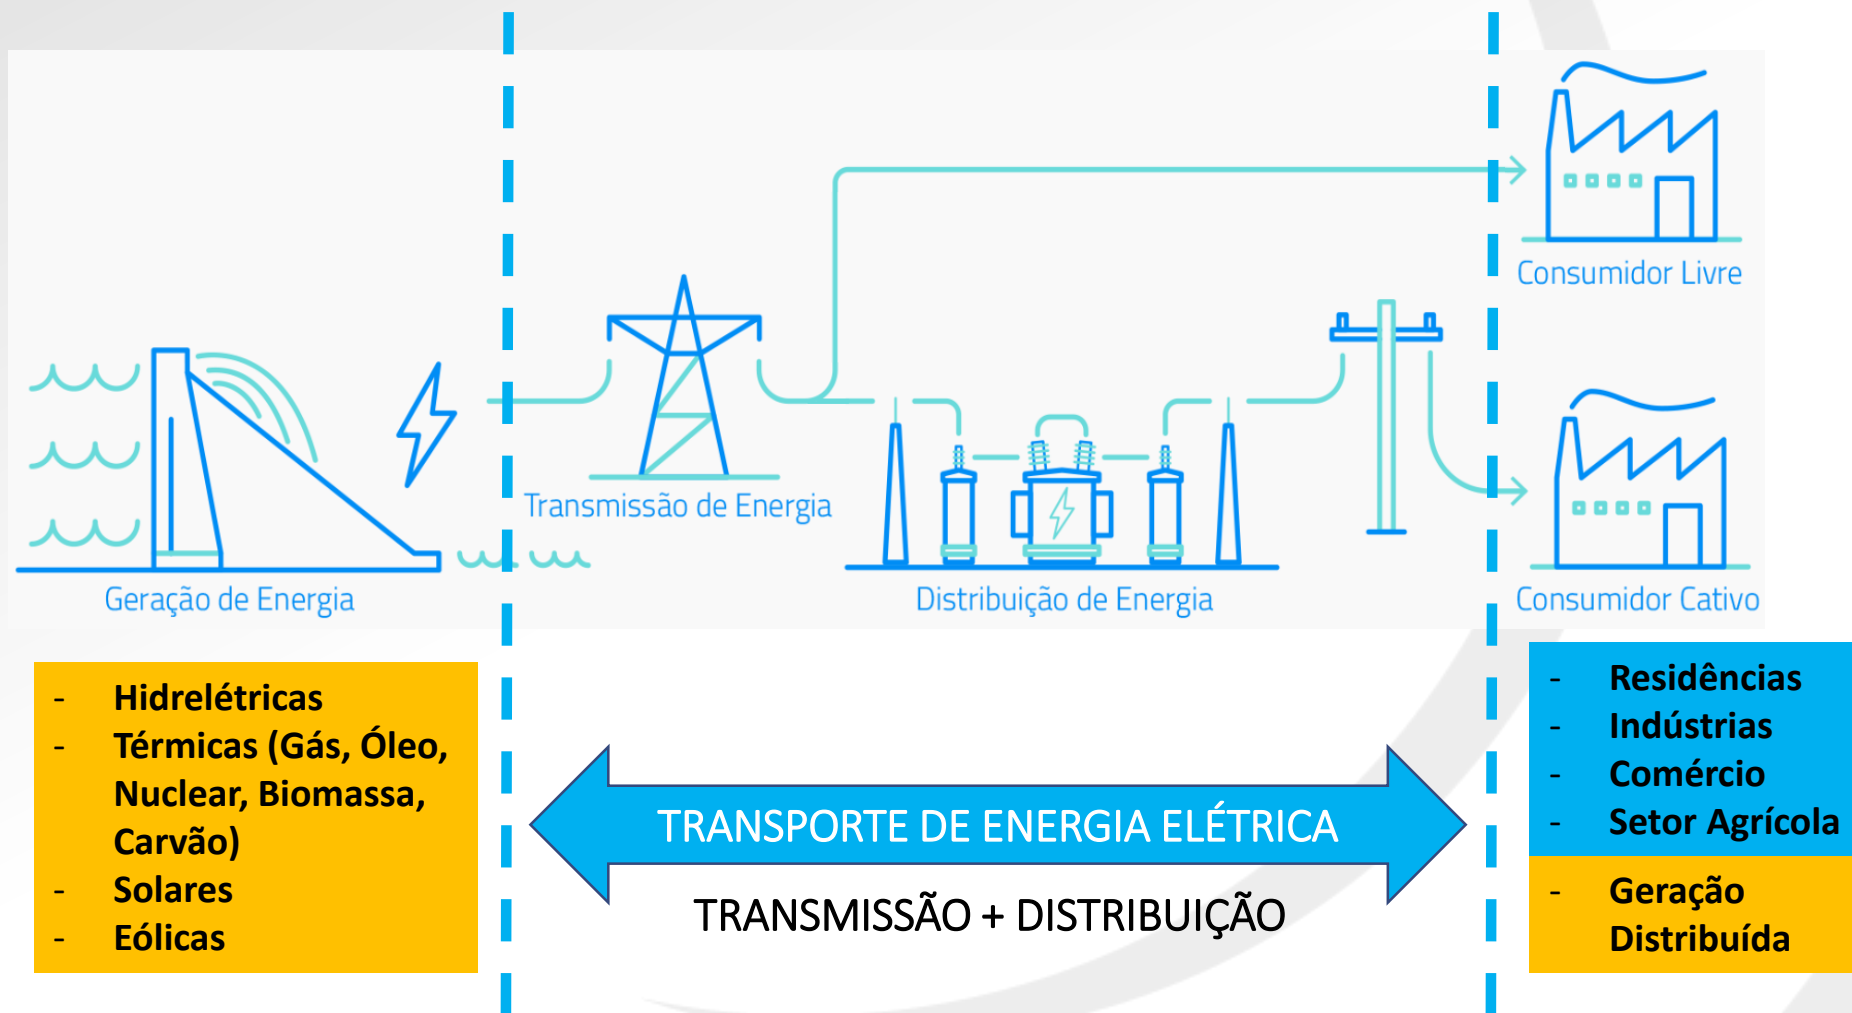 Consumidor Livre
Transmissão de Energia
Geração de Energia
Distribuição de Energia
Consumidor Cativo
- Hidrelétricas
- Térmicas (Gás, Óleo,
Nuclear, Biomassa,
Carvão)
- Solares
- Eólicas
TRANSPORTE DE ENERGIA ELÉTRICA
TRANSMISSÃO + DISTRIBUIÇÃO
- Residências
- Indústrias
- Comércio
- Setor Agrícola
- Geração
Distribuída